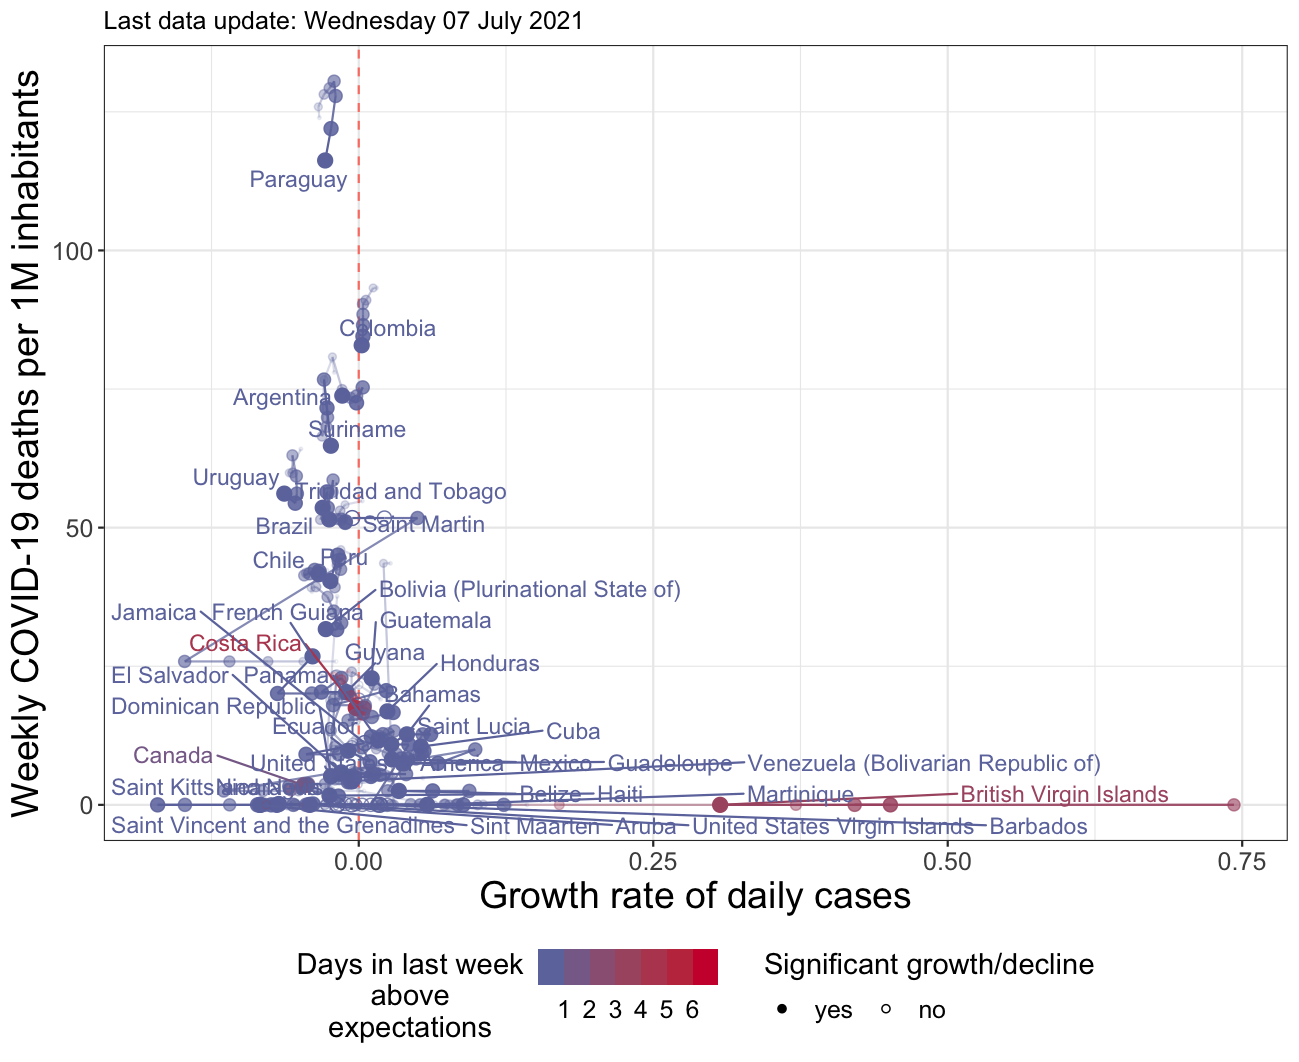 Last data update: Wednesday 07 July 2021
Weekly COVID-19 deaths per 1M inhabitants
100
50
0
Paraguay
Colombia
Argentina
Suriname
Uruguay
Trinidad and Tobago
Brazil
Saint Martin
Chile
Peru
Bolivia (Plurinational State of)
Jamaica
French Guiana
Guatemala
Costa Rica
Guyana
Honduras
El Salvador
Panama
Bahamas
Dominican Republic
Ecuador
Saint Lucia
Cuba
Canada
United States of America
Mexico
Guadeloupe
Venezuela (Bolivarian Republic of)
Saint Kitts and Nevis
Belize
Haiti
Martinique
British Virgin Islands
Saint Vincent and the Grenadines
Sint Maarten
Aruba
United States Virgin Islands
Barbados
0.00
0.25
0.50
0.75
Growth rate of daily cases
Days in last week
above
expectations
1 2 3 4 5 6
Significant growth/decline
yes
no